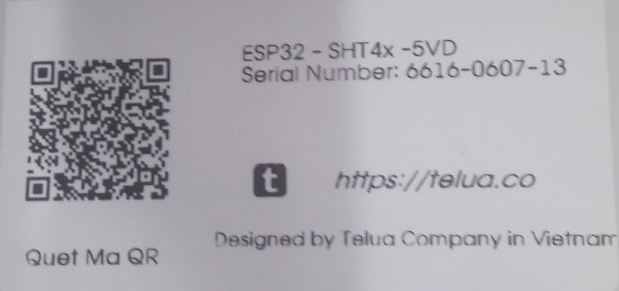 ESP32 - SHT4x -5VD
Serial Number: 6616-0607-13
t https://telua.co
Designed by Telua Company in Vietnam
Quet Ma QR